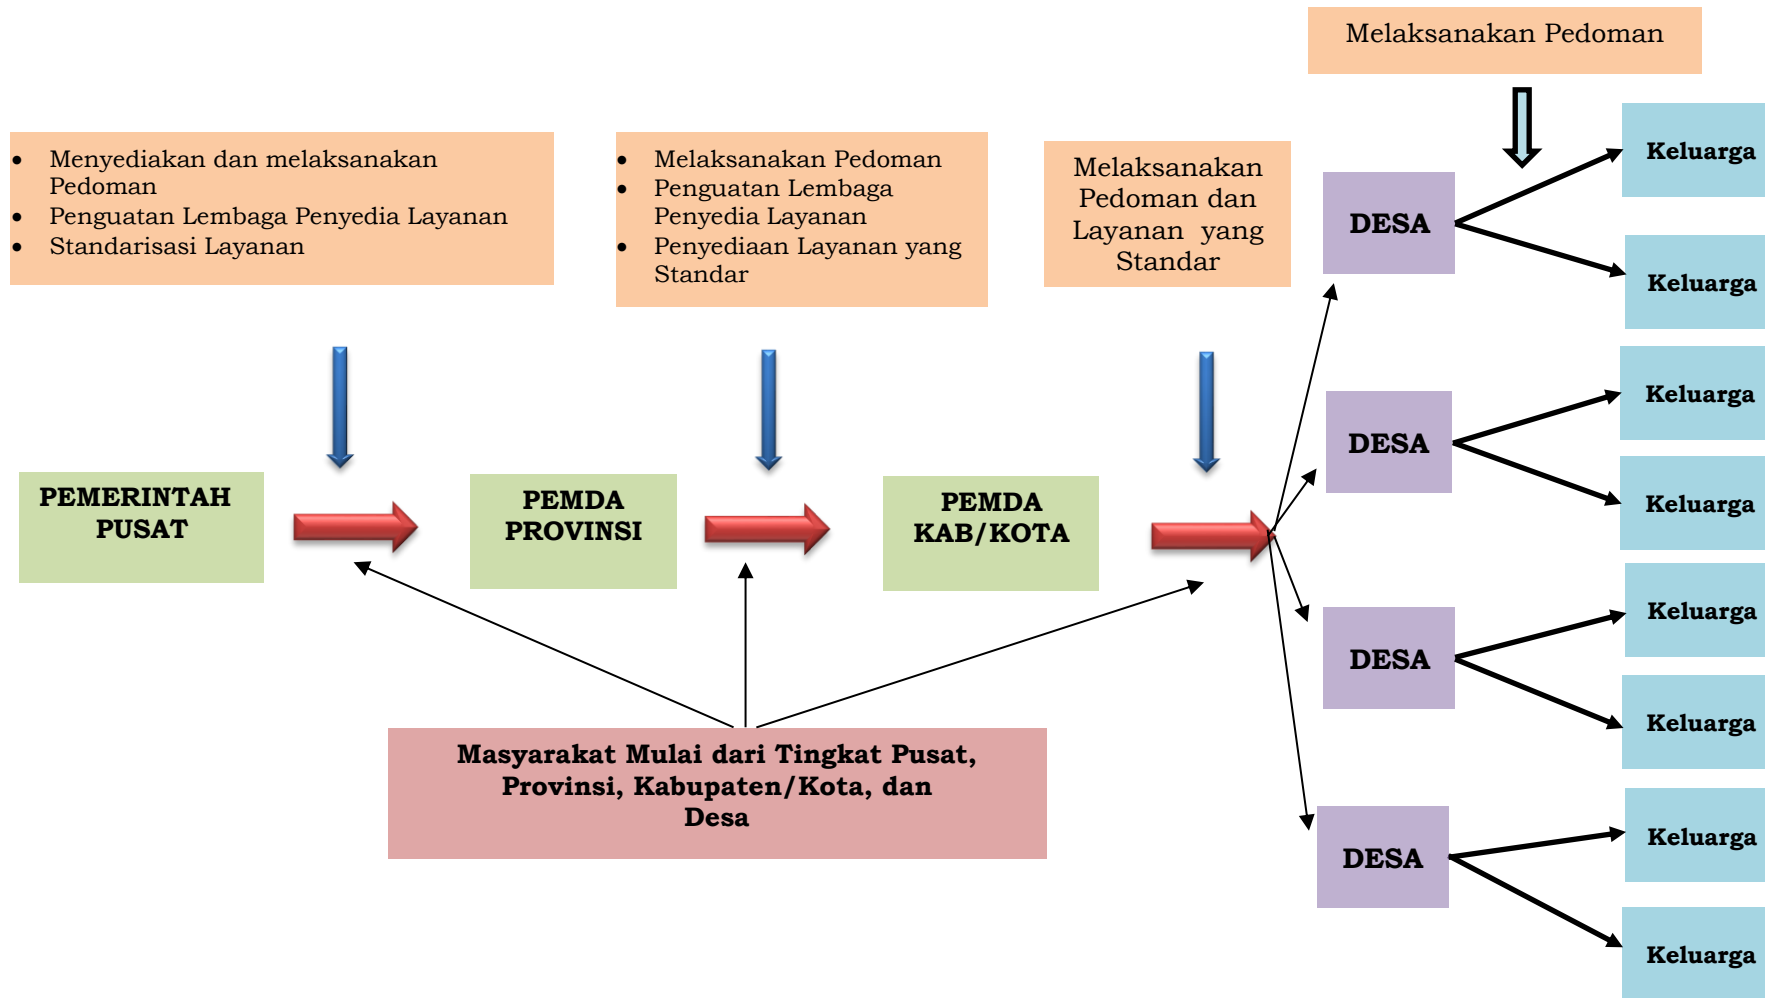 Melaksanakan Pedoman
• Menyediakan dan melaksanakan
Pedoman
• Penguatan Lembaga Penyedia Layanan
• Standarisasi Layanan
• Melaksanakan Pedoman
• Penguatan Lembaga
Penyedia Layanan
• Penyediaan Layanan yang
Standar
Melaksanakan
Pedoman dan
Layanan yang
Standar
PEMERINTAH
PUSAT
PEMDA
PROVINSI
PEMDA
KAB/KOTA
DESA
Keluarga
Keluarga
DESA
Keluarga
Keluarga
DESA
Keluarga
Keluarga
DESA
Keluarga
Keluarga
Masyarakat Mulai dari Tingkat Pusat,
Provinsi, Kabupaten/Kota, dan
Desa